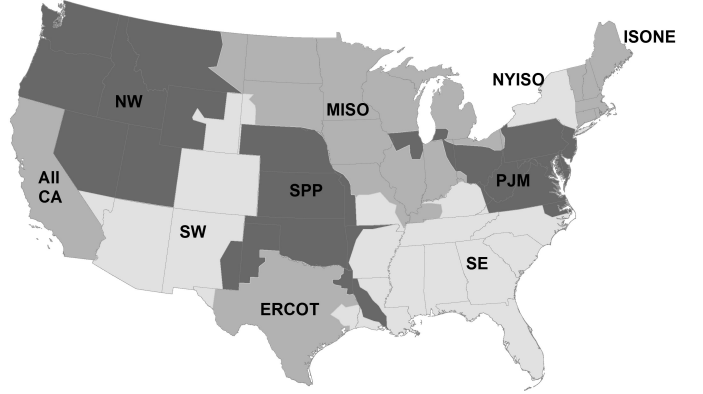 ISONE
NYISO
NW
MISO
All
CA
SPP
PJM
SW
SE
ERCOT